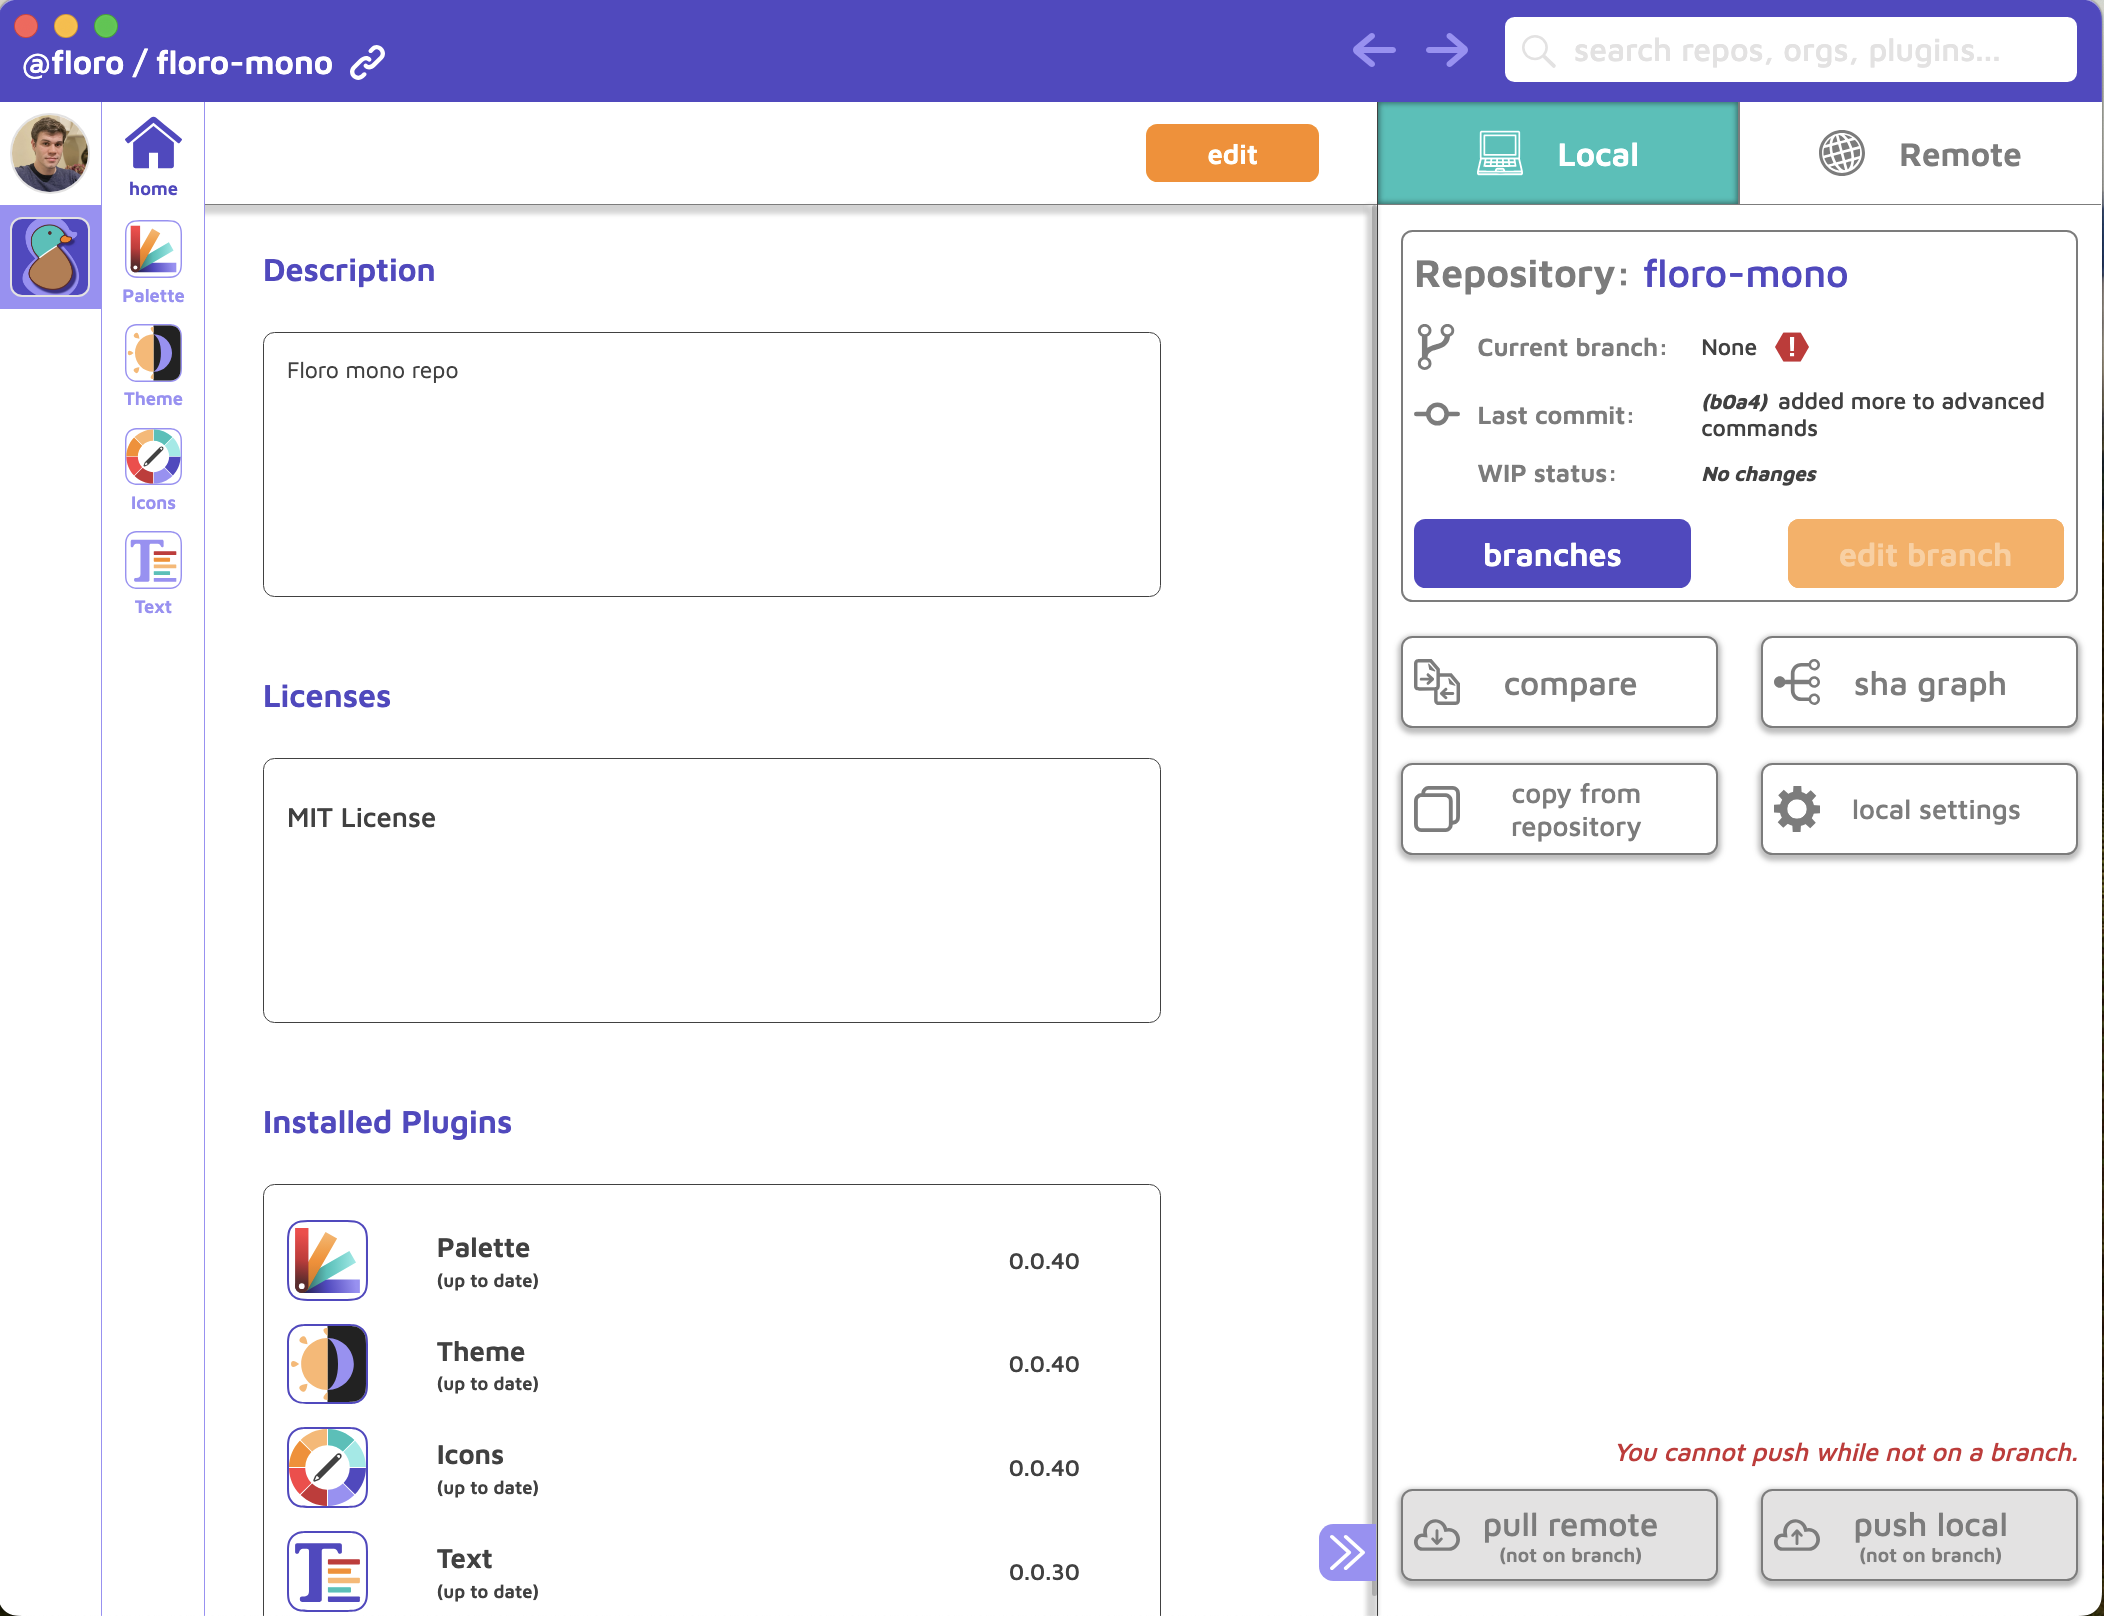 @floro / floro-mono
search repos, orgs, plugins...
home
Palette
Theme
Icons
Text
edit
Description
Floro mono repo
Licenses
MIT License
Installed Plugins
Palette
(up to date)
0.0.40
Theme
(up to date)
0.0.40
Icons
(up to date)
0.0.40
Text
(up to date)
0.0.30
Local
Remote
Repository: floro-mono
Current branch: None
Last commit: (b0a4) added more to advanced
commands
WIP status: No changes
branches
edit branch
compare
sha graph
copy from
repository
local settings
You cannot push while not on a branch.
pull remote
(not on branch)
push local
(not on branch)